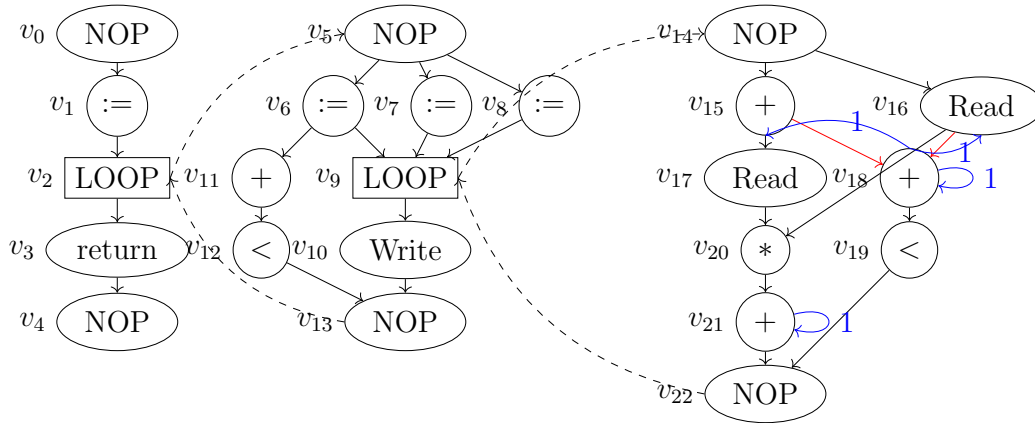 v0 NOP v5 NOP v14 NOP
v1 := v6 := v7 := v8 := v15 + v16 Read
1
1
v2 LOOP v11 + v9 LOOP v17 Read v18 + 1
v3 return v12 < v10 Write v20 * v19 <
v4 NOP v13 NOP v21 + 1
v22 NOP